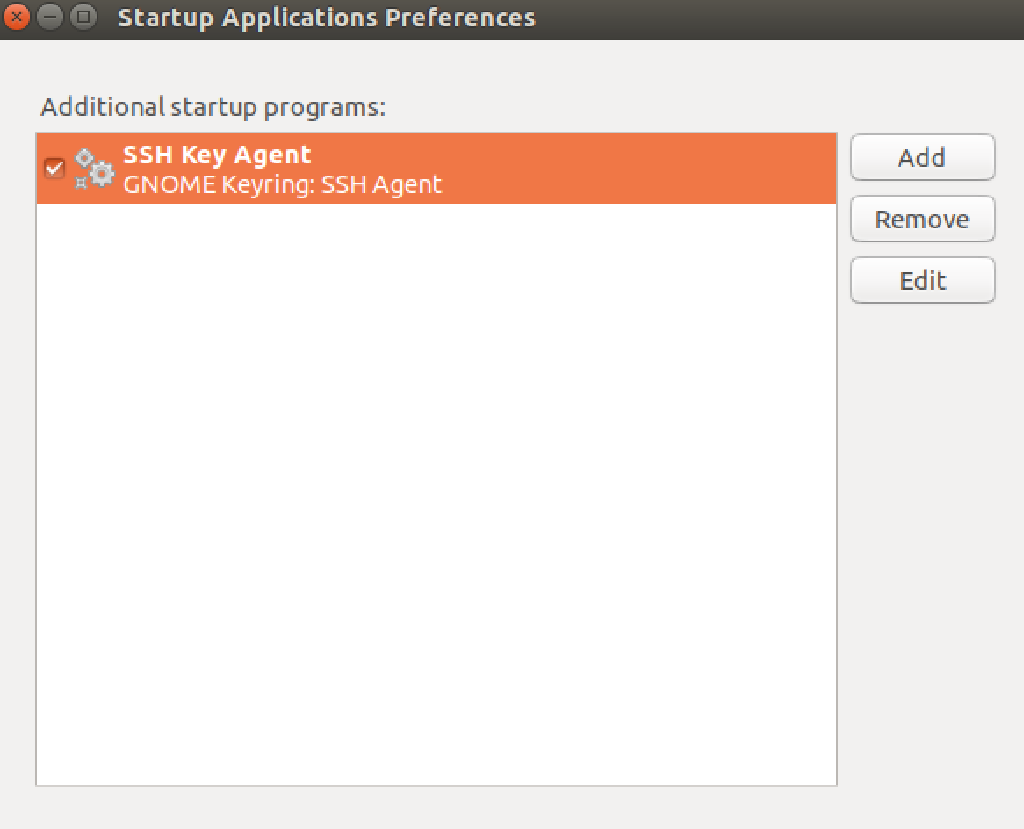 Startup Applications Preferences
Additional startup programs:
SSH Key Agent
GNOME Keyring: SSH Agent
Add
Remove
Edit